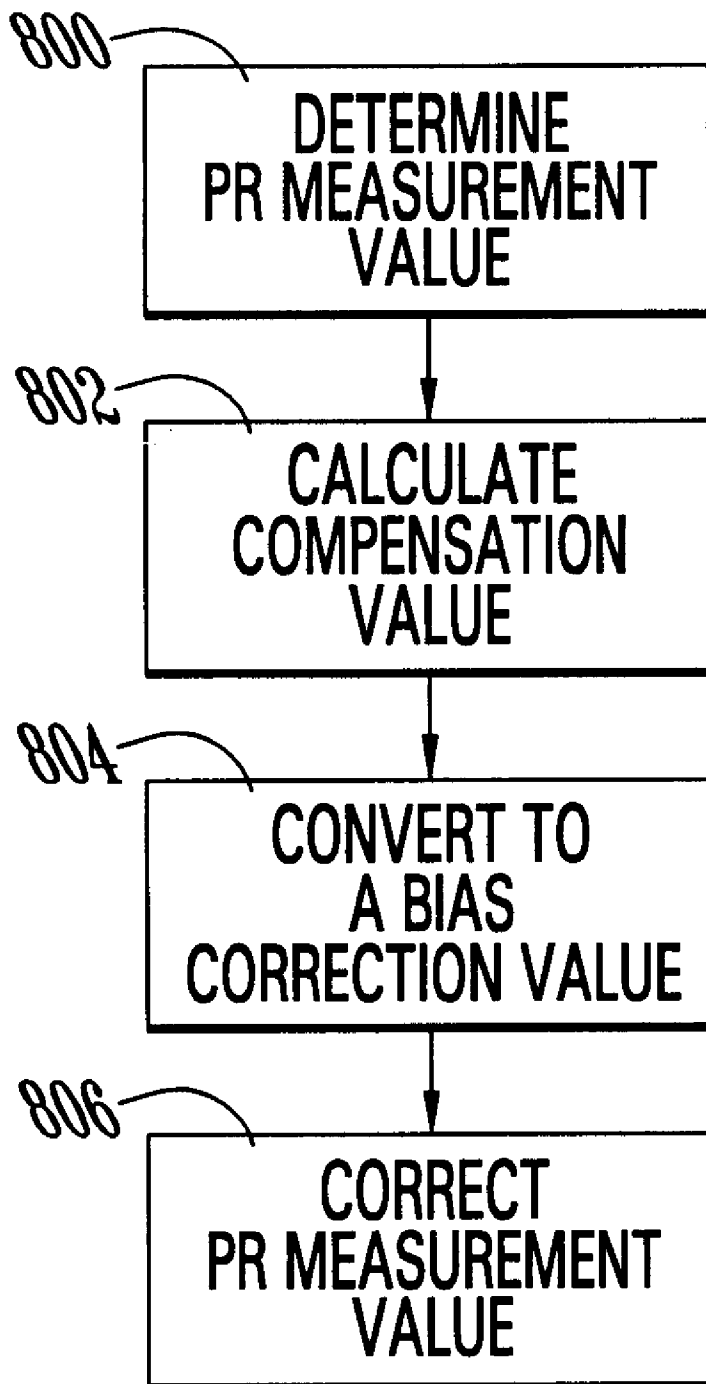 800
DETERMINE
PR MEASUREMENT
VALUE
802
CALCULATE
COMPENSATION
VALUE
804
CONVERT TO
A BIAS
CORRECTION VALUE
806
CORRECT
PR MEASUREMENT
VALUE